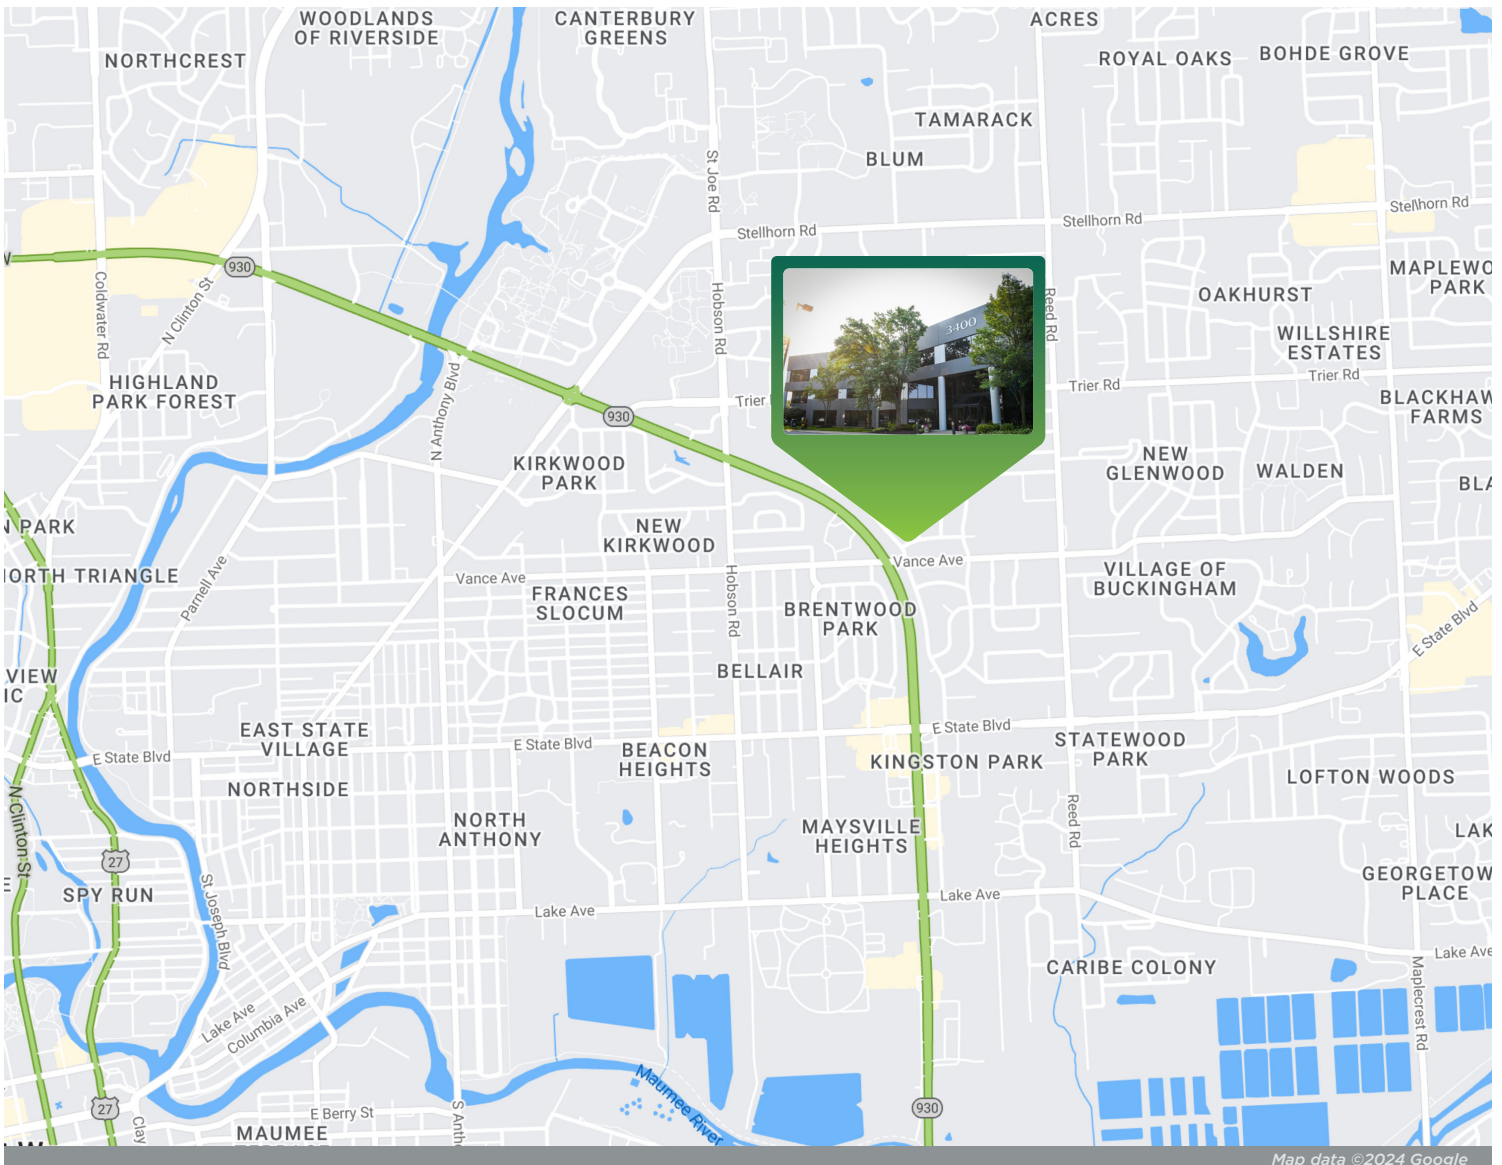 WOODLANDS
OF RIVERSIDE
CANTERBURY
GREENS
ACRES
NORTHCREST
ROYAL OAKS
BOHDE GROVE
TAMARACK
BLUM
St Joe Rd
Stellhorn Rd
Stellhorn Rd
Stellhorn Rd
930
Coldwater Rd
N Clinton St
Hobson Rd
3400
Reed Rd
OAKHURST
MAPLEWO
PARK
WILLSHIRE
ESTATES
HIGHLAND
PARK FOREST
N Anthony Blvd
930
Trier
Trier Rd
Trier Rd
BLACKHAW
FARMS
KIRKWOOD
PARK
NEW
GLENWOOD
WALDEN
BLA
N PARK
NEW
KIRKWOOD
NORTH TRIANGLE
Parnell Ave
Vance Ave
Vance Ave
FRANCES
SLOCUM
Hobson Rd
BRENTWOOD
PARK
VILLAGE OF
BUCKINGHAM
E State Blvd
VIEW
IC
BELLAIR
EAST STATE
VILLAGE
E State Blvd
E State Blvd
E State Blvd
BEACON
HEIGHTS
KINGSTON PARK
STATEWOOD
PARK
LOFTON WOODS
NORTHSIDE
N Clinton St
NORTH
ANTHONY
MAYSVILLE
HEIGHTS
Reed Rd
LAK
27
SPY RUN
St Joseph Blvd
Lake Ave
Lake Ave
GEORGETOW
PLACE
Lake Ave
CARIBE COLONY
Maplecrest Rd
Lake Ave
Columbia Ave
Maumee River
27
Clay
E Berry St
S Anth
930
MAUMEE
Map data ©2024 Google